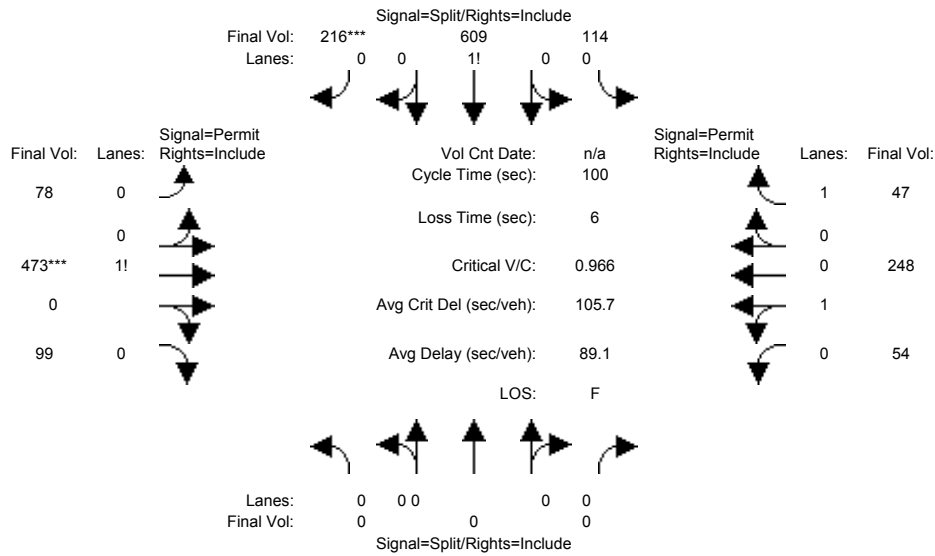 Signal=Split/Rights=Include
Final Vol: 216*** 609 114
Lanes: 0 0 1! 0 0
Signal=Permit Signal=Permit
Final Vol: Lanes: Rights=Include Vol Cnt Date: n/a Rights=Include Lanes: Final Vol:
Cycle Time (sec): 100
78 0 1 47
Loss Time (sec): 6
0 0
473*** 1! Critical V/C: 0.966 0 248
0 0 Avg Crit Del (sec/veh): 105.7 1
99 0 Avg Delay (sec/veh): 89.1 0 54
LOS: F
Lanes: 0 0 0 0 0
Final Vol: 0 0 0
Signal=Split/Rights=Include